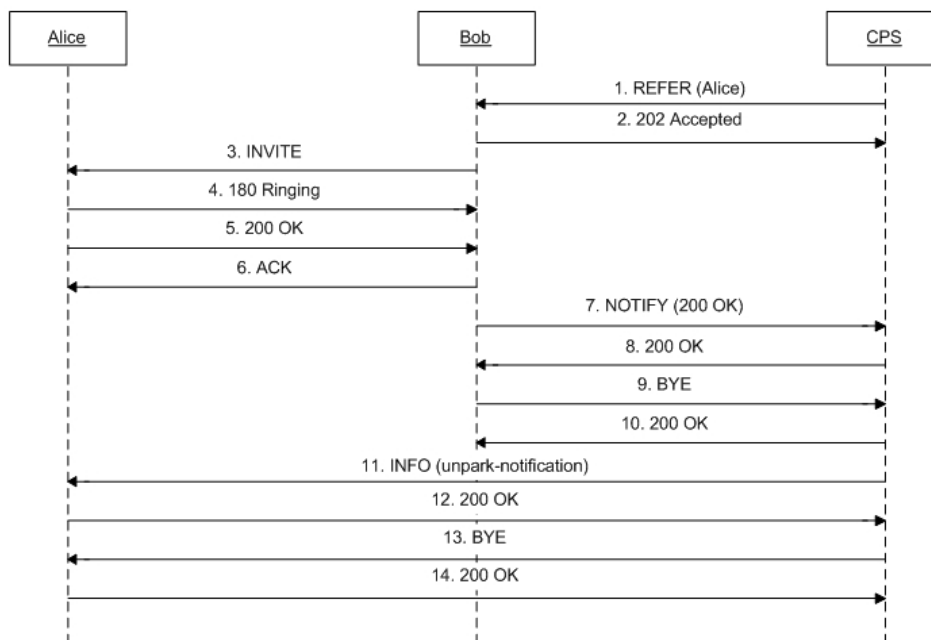 Alice
Bob
CPS
1. REFER (Alice)
2. 202 Accepted
3. INVITE
4. 180 Ringing
5. 200 OK
6. ACK
7. NOTIFY (200 OK)
8. 200 OK
9. BYE
10. 200 OK
11. INFO (unpark-notification)
12. 200 OK
13. BYE
14. 200 OK